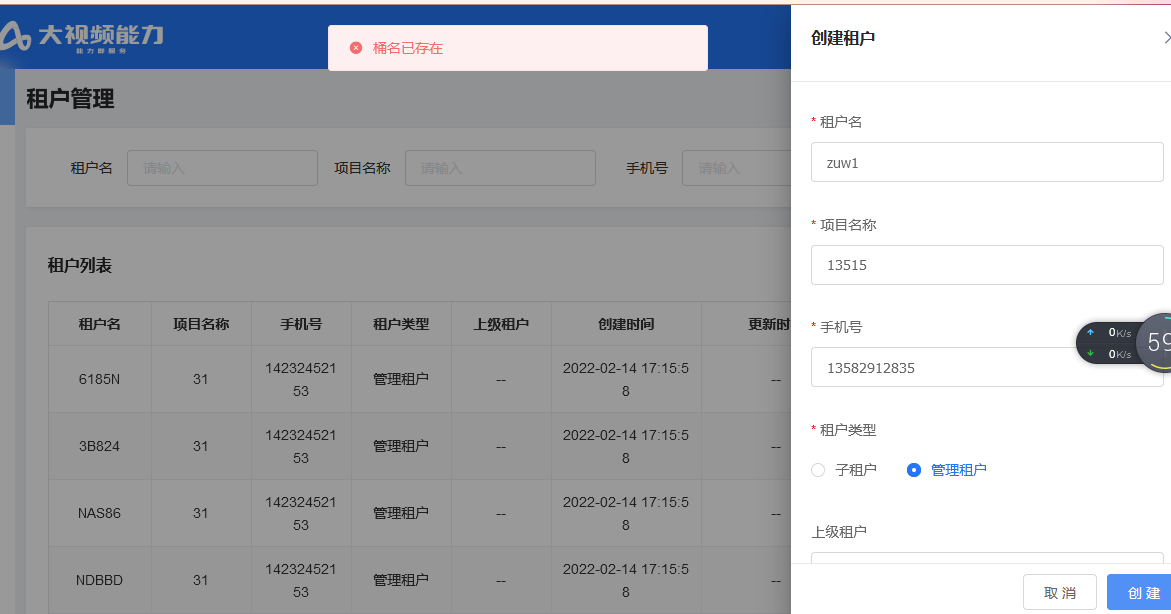 大视频能力
能力即服务
桶名已存在
创建租户
租户管理
* 租户名
租户名 请输入 项目名称 请输入 手机号 请输入
zuw1
* 项目名称
13515
租户列表
* 手机号
13582912835
0K/s
0K/s
59
租户名 项目名称 手机号 租户类型 上级租户 创建时间 更新时
6185N 31 14232452153 管理租户 -- 2022-02-14 17:15:58 --
3B824 31 14232452153 管理租户 -- 2022-02-14 17:15:58 --
NAS86 31 14232452153 管理租户 -- 2022-02-14 17:15:58 --
NDBBD 31 14232452153 管理租户 -- 2022-02-14 17:15:58 --
* 租户类型
子租户 管理租户
上级租户
取消 创建